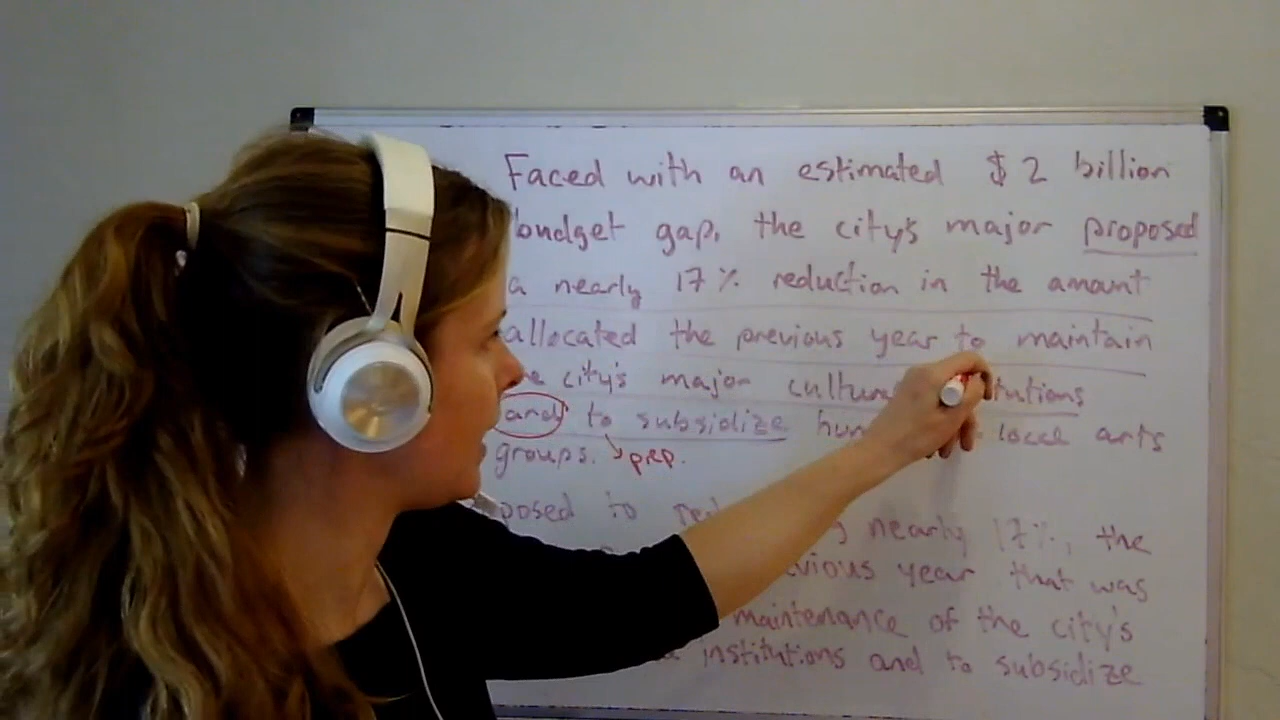 Faced with an estimated $2 billion
budget gap, the city's major proposed
a nearly 17% reduction in the amount
allocated the previous year to maintain
city's major
and to subsidize local arts
groups. prep.
to nearly 17%, the
year that was
maintenance of the city's
institutions and to subsidize